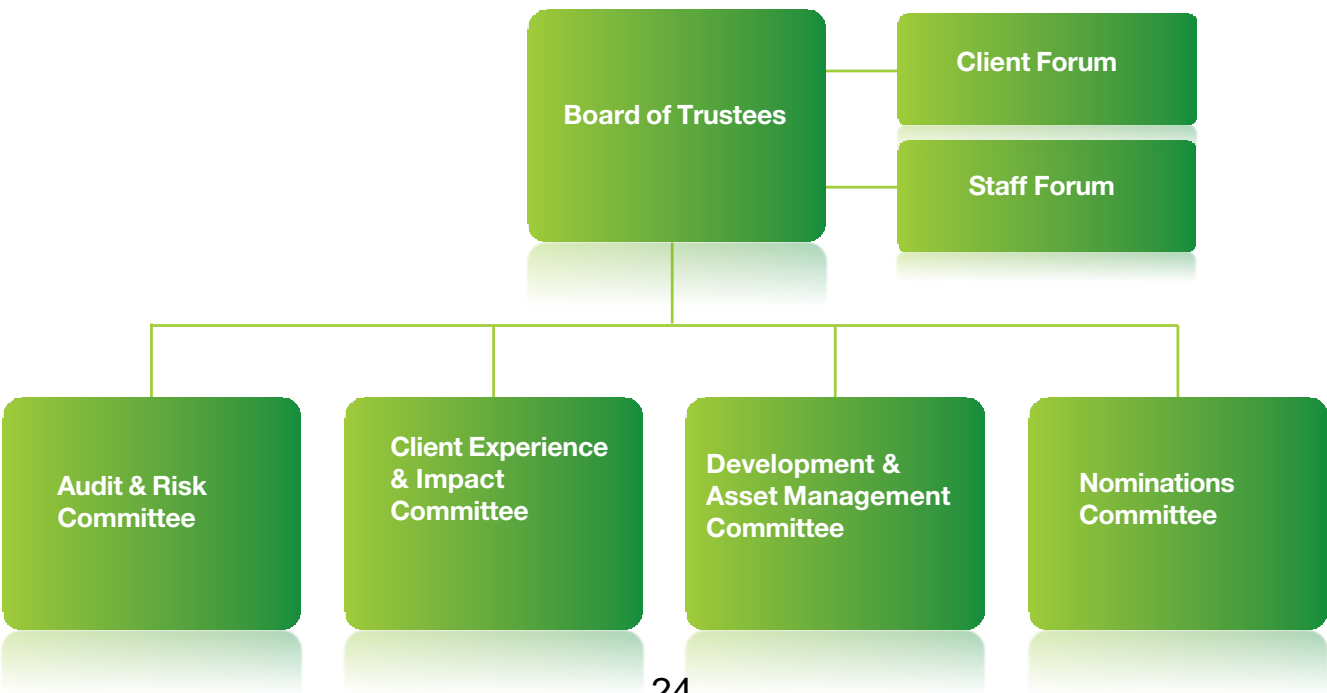 Board of Trustees
Client Forum
Staff Forum
Audit & Risk
Committee
Client Experience
& Impact
Committee
Development &
Asset Management
Committee
Nominations
Committee
24